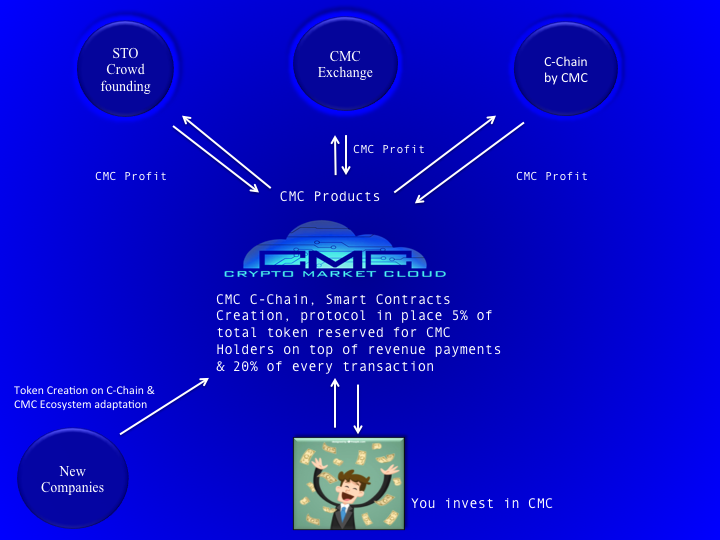 STO
Crowd
founding
CMC
Exchange
C-Chain
by CMC
CMC Profit
CMC Profit
CMC Profit
CMC Products
CMC
CRYPTO MARKET CLOUD
CMC C-Chain, Smart Contracts
Creation, protocol in place 5% of
total token reserved for CMC
Holders on top of revenue payments
& 20% of every transaction
Token Creation on C-Chain &
CMC Ecosystem adaptation
New
Companies
You invest in CMC